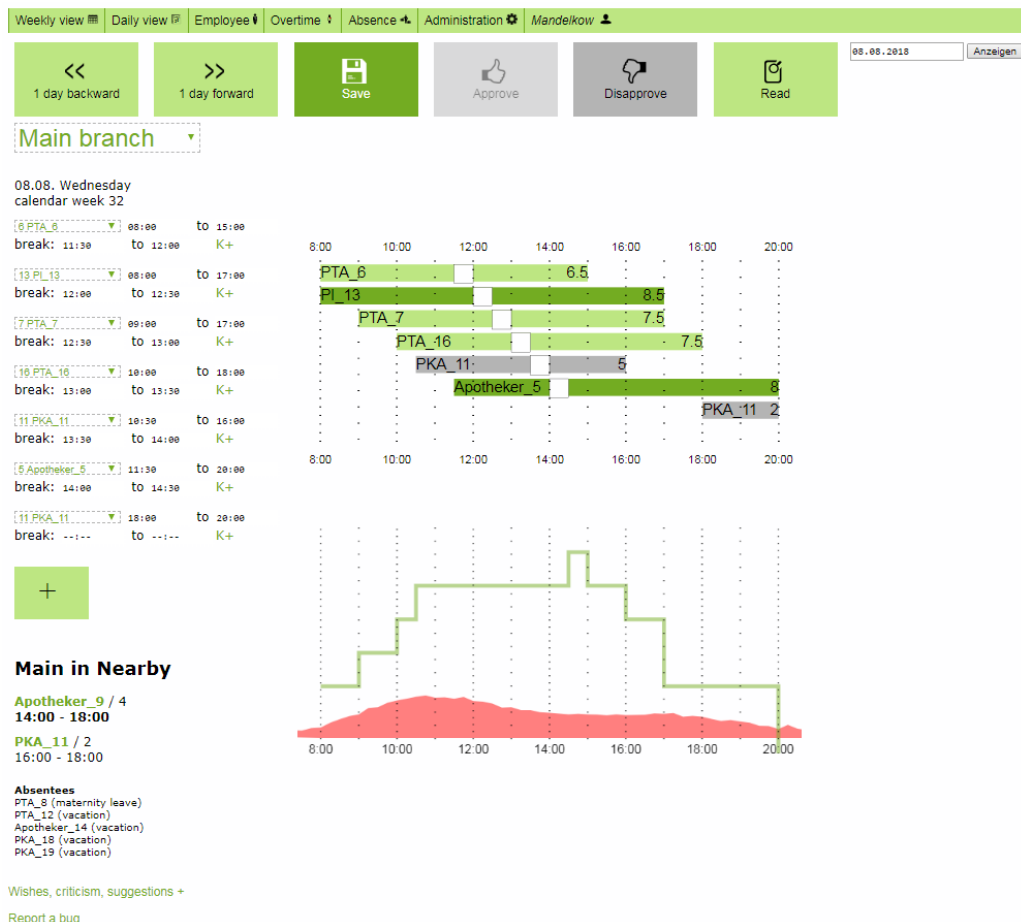 Weekly view Daily view Employee Overtime Absence Administration Mandelkow
<< >> Save Approve Disapprove Read 08.08.2018 Anzeigen
1 day backward 1 day forward
Main branch
08.08. Wednesday
calendar week 32
6 PTA_6 08:00 to 15:00
break: 11:30 to 12:00 K+
13 PI_13 08:00 to 17:00
break: 12:00 to 12:30 K+
7 PTA_7 09:00 to 17:00
break: 12:30 to 13:00 K+
16 PTA_16 10:00 to 18:00
break: 13:00 to 13:30 K+
11 PKA_11 10:30 to 16:00
break: 13:30 to 14:00 K+
5 Apotheker_5 11:30 to 20:00
break: 14:00 to 14:30 K+
11 PKA_11 18:00 to 20:00
break: --:-- to --:-- K+
+
8:00 10:00 12:00 14:00 16:00 18:00 20:00
PTA_6 6.5
PI_13 8.5
PTA_7 7.5
PTA_16 7.5
PKA_11 5
Apotheker_5 8
PKA_11 2
8:00 10:00 12:00 14:00 16:00 18:00 20:00
8:00 10:00 12:00 14:00 16:00 18:00 20:00
Main in Nearby
Apotheker_9 / 4
14:00 - 18:00
PKA_11 / 2
16:00 - 18:00
Absentees
PTA_8 (maternity leave)
PTA_12 (vacation)
Apotheker_14 (vacation)
PKA_18 (vacation)
PKA_19 (vacation)
Wishes, criticism, suggestions +
Report a bug